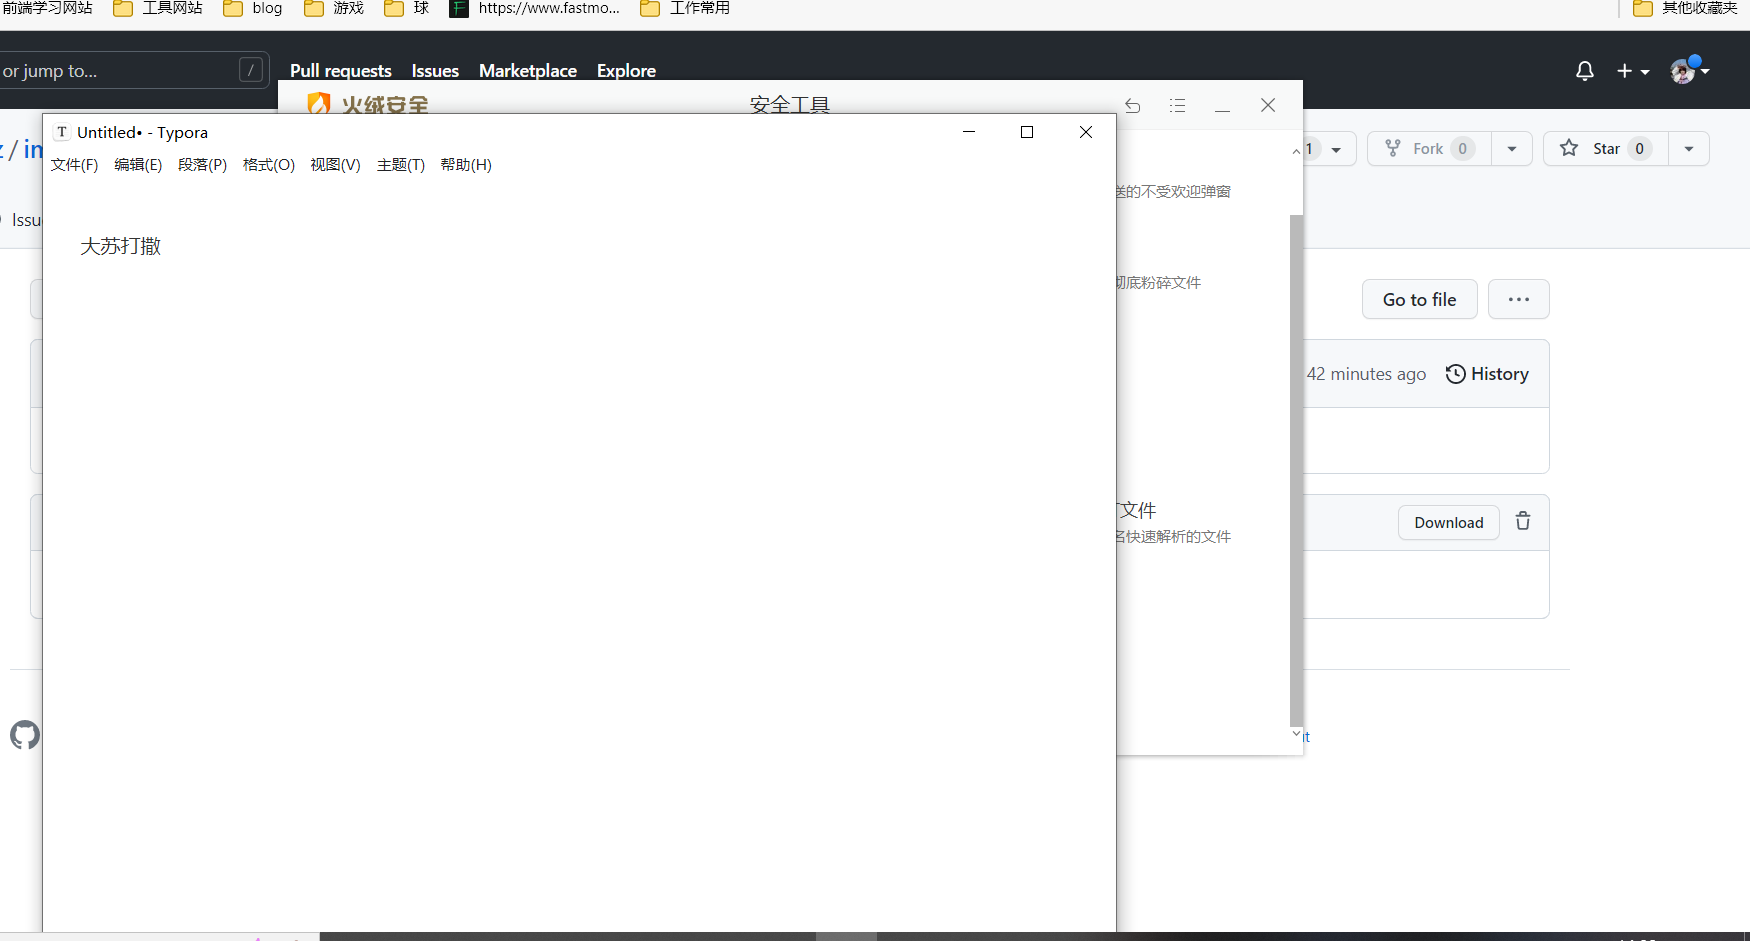 前端学习网站 工具网站 blog 游戏 球 https://www.fastmo... 工作常用 其他收藏夹
or jump to... / Pull requests Issues Marketplace Explore
火绒安全 安全工具
Untitled• - Typora
文件(F) 编辑(E) 段落(P) 格式(O) 视图(V) 主题(T) 帮助(H)
/ in
1 Fork 0 Star 0
送的不受欢迎弹窗
Issu
大苏打撒
彻底粉碎文件
Go to file ...
42 minutes ago History
文件
Download
名快速解析的文件